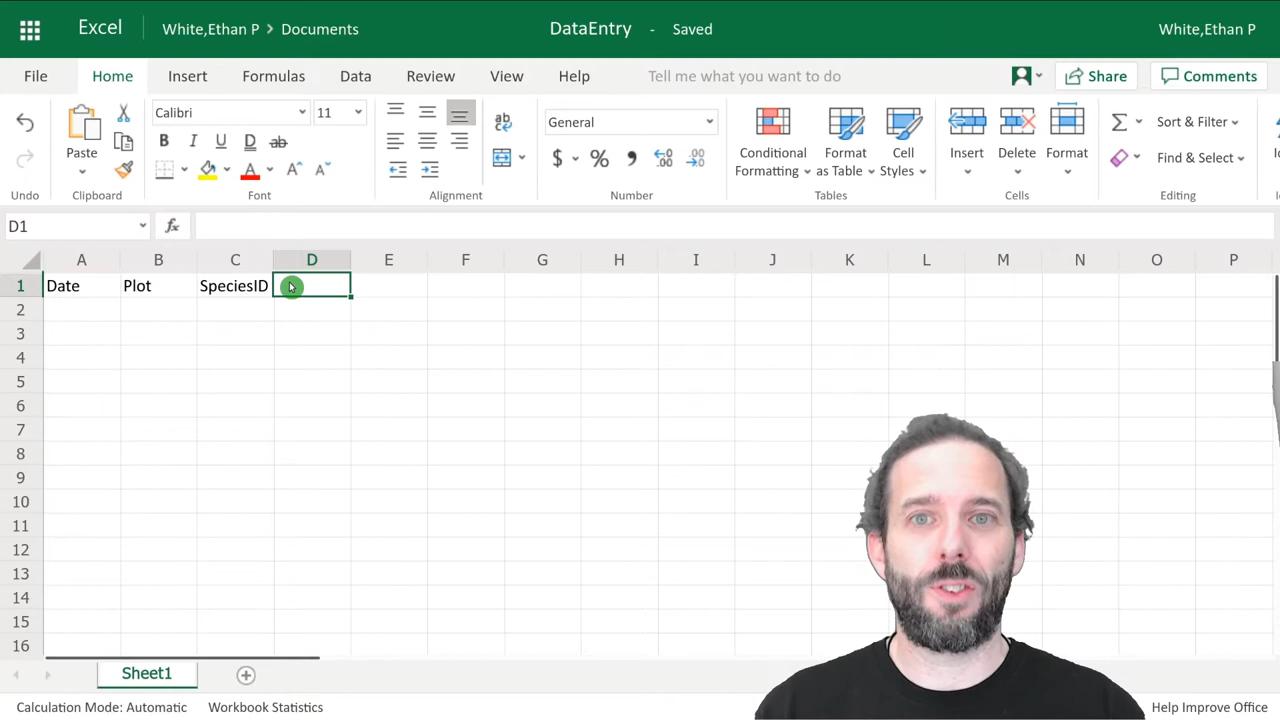 Excel White,Ethan P > Documents DataEntry - Saved White,Ethan P
File Home Insert Formulas Data Review View Help Tell me what you want to do Share Comments
Calibri 11 General Sort & Filter
Paste Conditional Formatting Format as Table Cell Styles Insert Delete Format Find & Select
Undo Clipboard Font Alignment Number Tables Cells Editing
D1 fx
A B C D E F G H I J K L M N O P
1 Date Plot SpeciesID
2
3
4
5
6
7
8
9
10
11
12
13
14
15
16
Sheet1
Calculation Mode: Automatic Workbook Statistics Help Improve Office